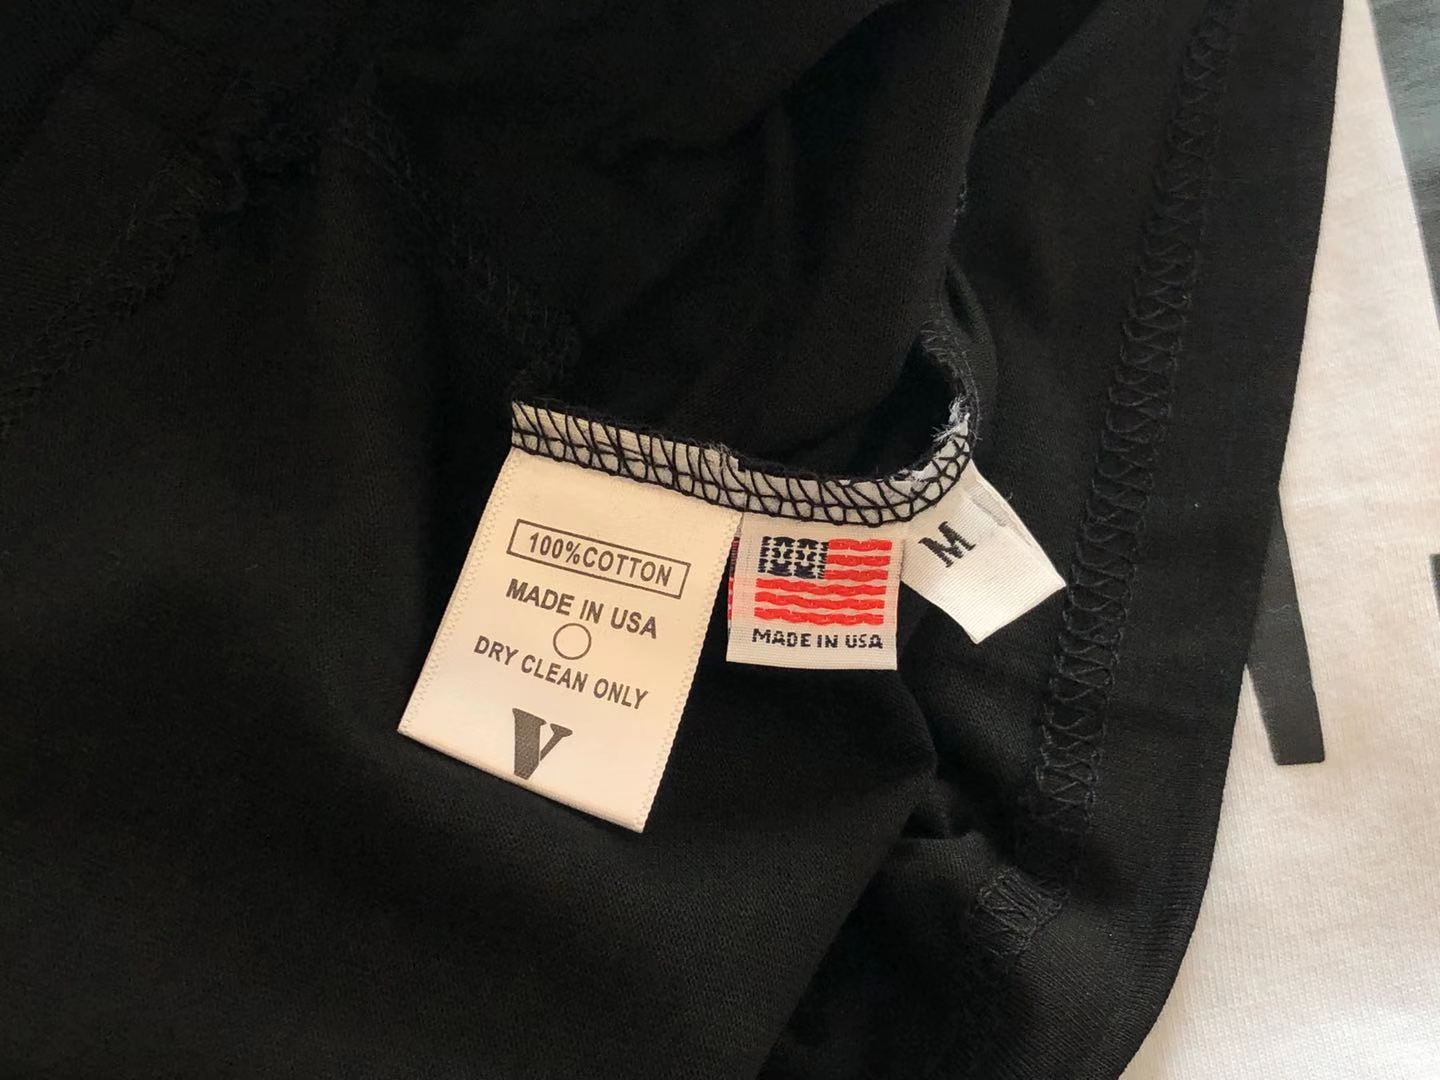 100%COTTON
MADE IN USA
DRY CLEAN ONLY
V
MADE IN USA
M